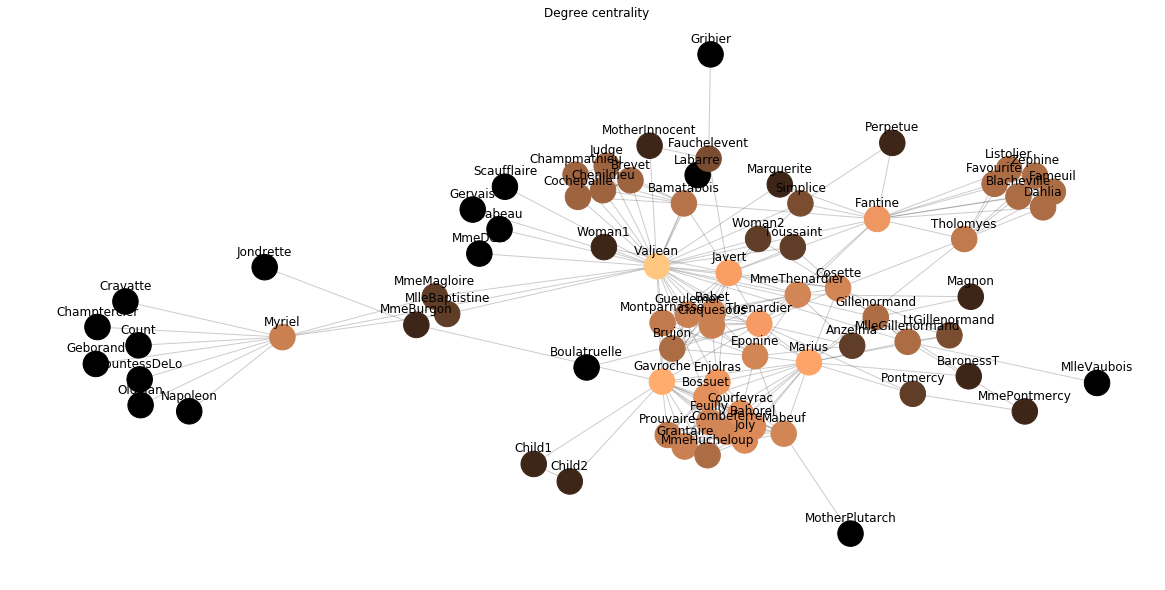 Degree centrality
Gribier
MotherInnocent
Fauchelevent
Perpetue
Judge
Labarre
Listolier
Champmathieu
Brevet
Zephine
Scaufflaire
Chenildieu
Marguerite
Favourite
Fameuil
Cochepaille
Bamatabois
Simplice
Blacheville
Gervais
Dahlia
Fantine
Woman1
Woman2
Toussaint
Tholomyes
Jondrette
Valjean
Javert
MmeMagloire
MmeThenardier
Cosette
Magnon
Cravatte
MlleBaptistine
Gueulemer
Babet
Gillenormand
Champtercier
MmeBurgon
Montparnasse
Claquesous
Thenardier
LtGillenormand
Myriel
Count
Brujon
Anzelma
MlleGillenormand
Geborand
Eponine
Marius
CountessDeLo
Boulatruelle
Gavroche
Enjolras
BaronessT
MlleVaubois
Napoleon
Bossuet
Pontmercy
MmePontmercy
Courfeyrac
Feuilly
Bahorel
Prouvaire
Combeferre
Mabeuf
Grantaire
Joly
MmeHucheloup
Child1
Child2
MotherPlutarch